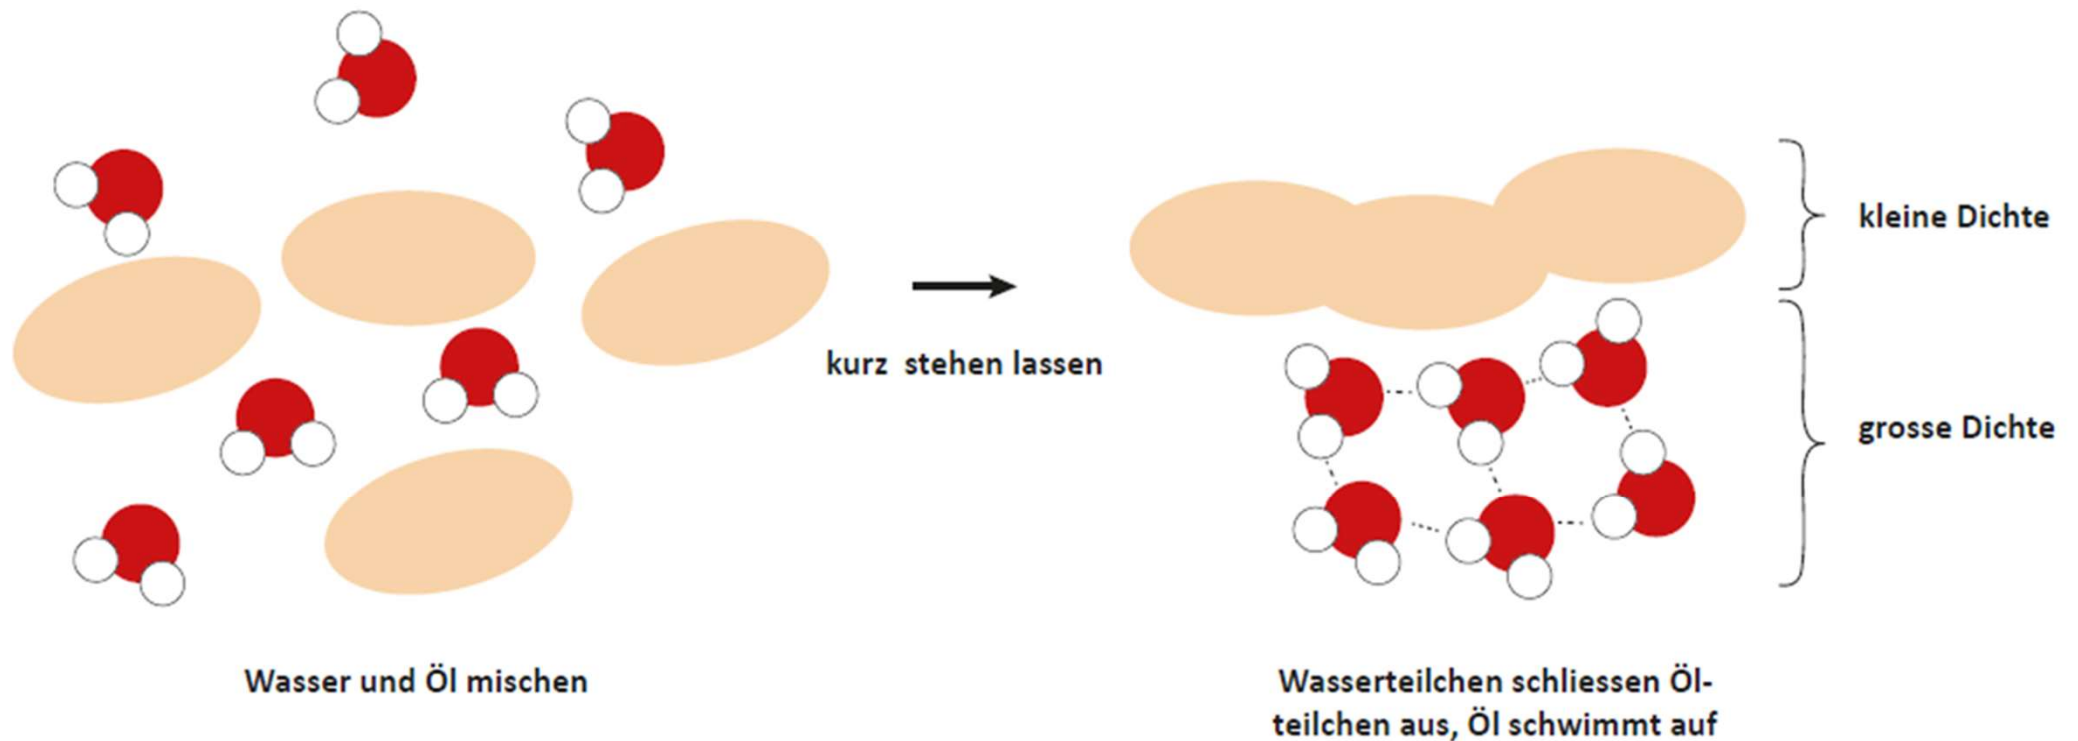 kleine Dichte
kurz stehen lassen
grosse Dichte
Wasser und Öl mischen
Wasserteilchen schliessen Öl-
teilchen aus, Öl schwimmt auf